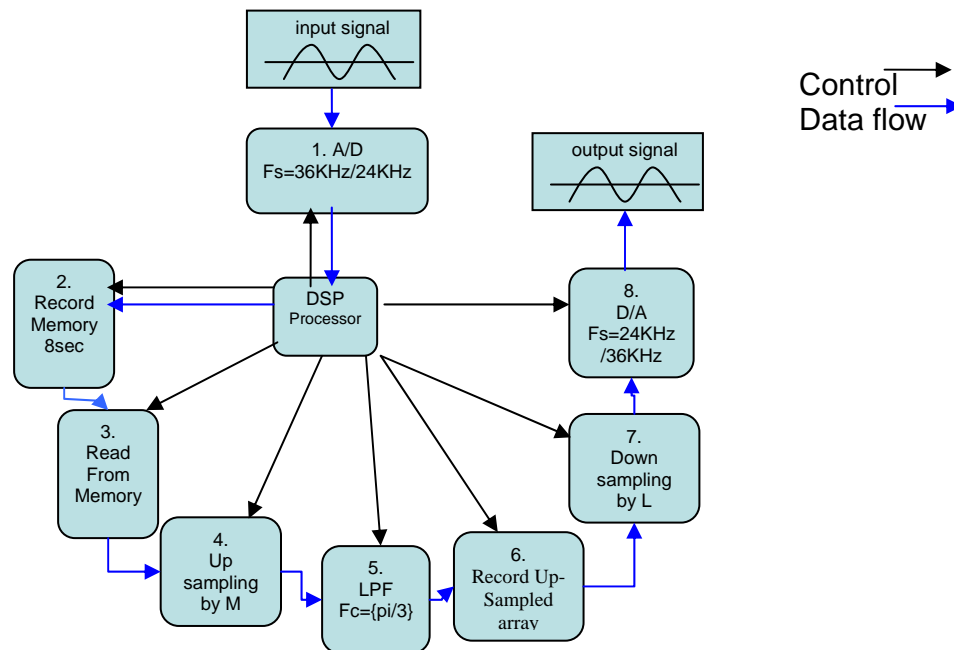 input signal
1. A/D
Fs=36KHz/24KHz
Control
Data flow
output signal
2.
Record
Memory
8sec
DSP
Processor
8.
D/A
Fs=24KHz
/36KHz
3.
Read
From
Memory
7.
Down
sampling
by L
4.
Up
sampling
by M
5.
LPF
Fc={pi/3}
6.
Record Up-
Sampled
array